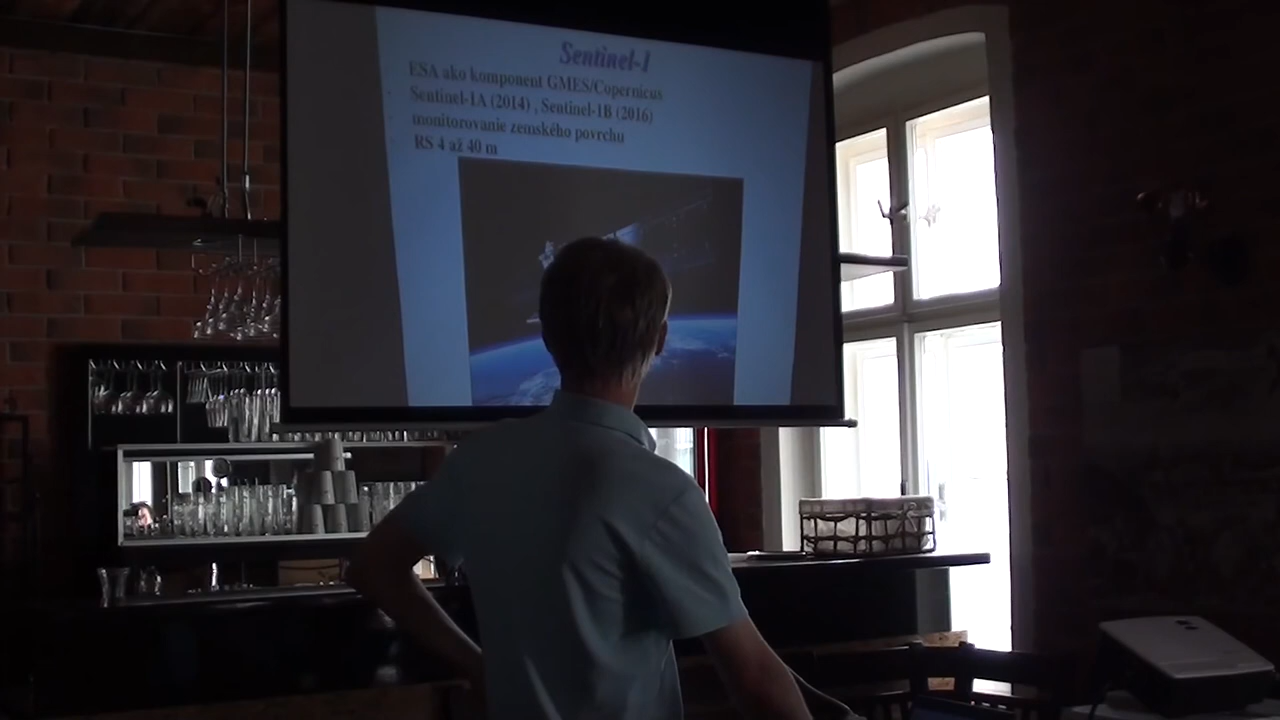 Sentinel-1
ESA ako komponent GMES/Copernicus
Sentinel-1A (2014) , Sentinel-1B (2016)
monitorovanie zemského povrchu
RS 4 až 40 m